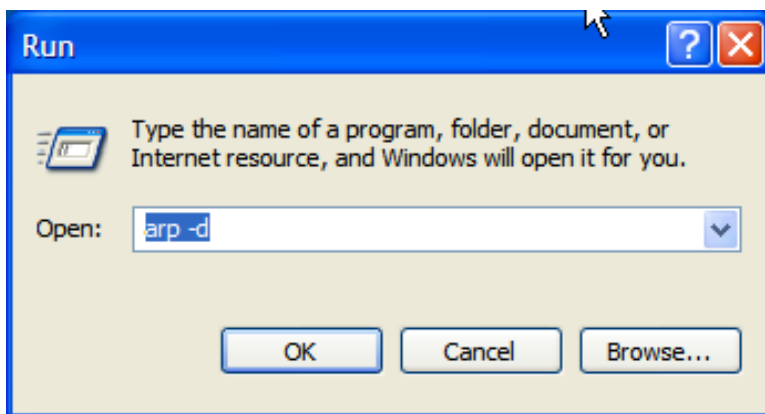 Run
Type the name of a program, folder, document, or
Internet resource, and Windows will open it for you.
Open:
arp -d
OK
Cancel
Browse...